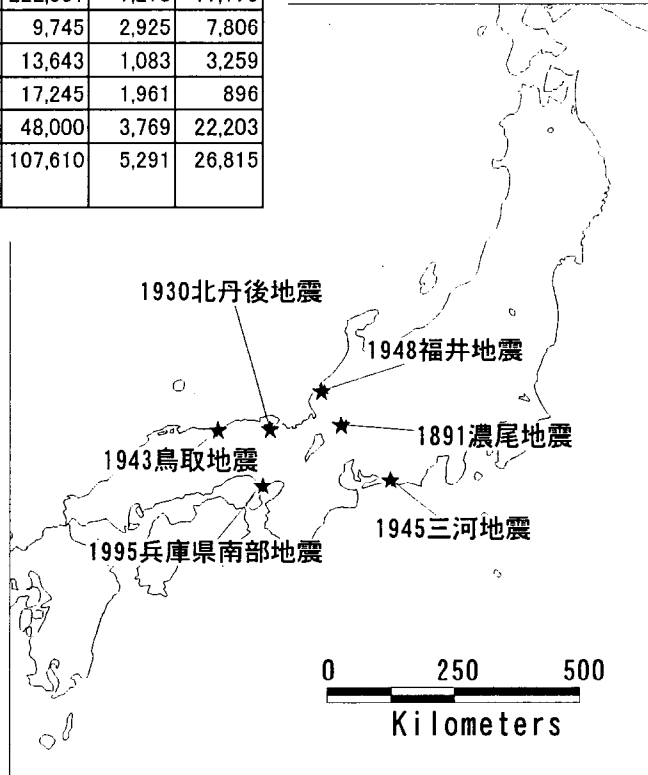 9,745 2,925 7,806
13,643 1,083 3,259
17,245 1,961 896
48,000 3,769 22,203
107,610 5,291 26,815
1930北丹後地震
1948福井地震
1891濃尾地震
1943鳥取地震
1945三河地震
1995兵庫県南部地震
0 250 500
Kilometers